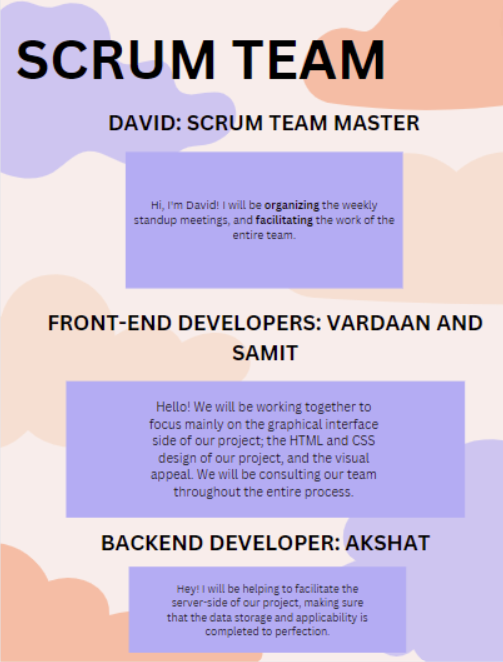 SCRUM TEAM
DAVID: SCRUM TEAM MASTER
Hi, I'm David! I will be organizing the weekly
standup meetings, and facilitating the work of the
entire team.
FRONT-END DEVELOPERS: VARDAAN AND
SAMIT
Hello! We will be working together to
focus mainly on the graphical interface
side of our project; the HTML and CSS
design of our project, and the visual
appeal. We will be consulting our team
throughout the entire process.
BACKEND DEVELOPER: AKSHAT
Hey! I will be helping to facilitate the
server-side of our project, making sure
that the data storage and applicability is
completed to perfection.